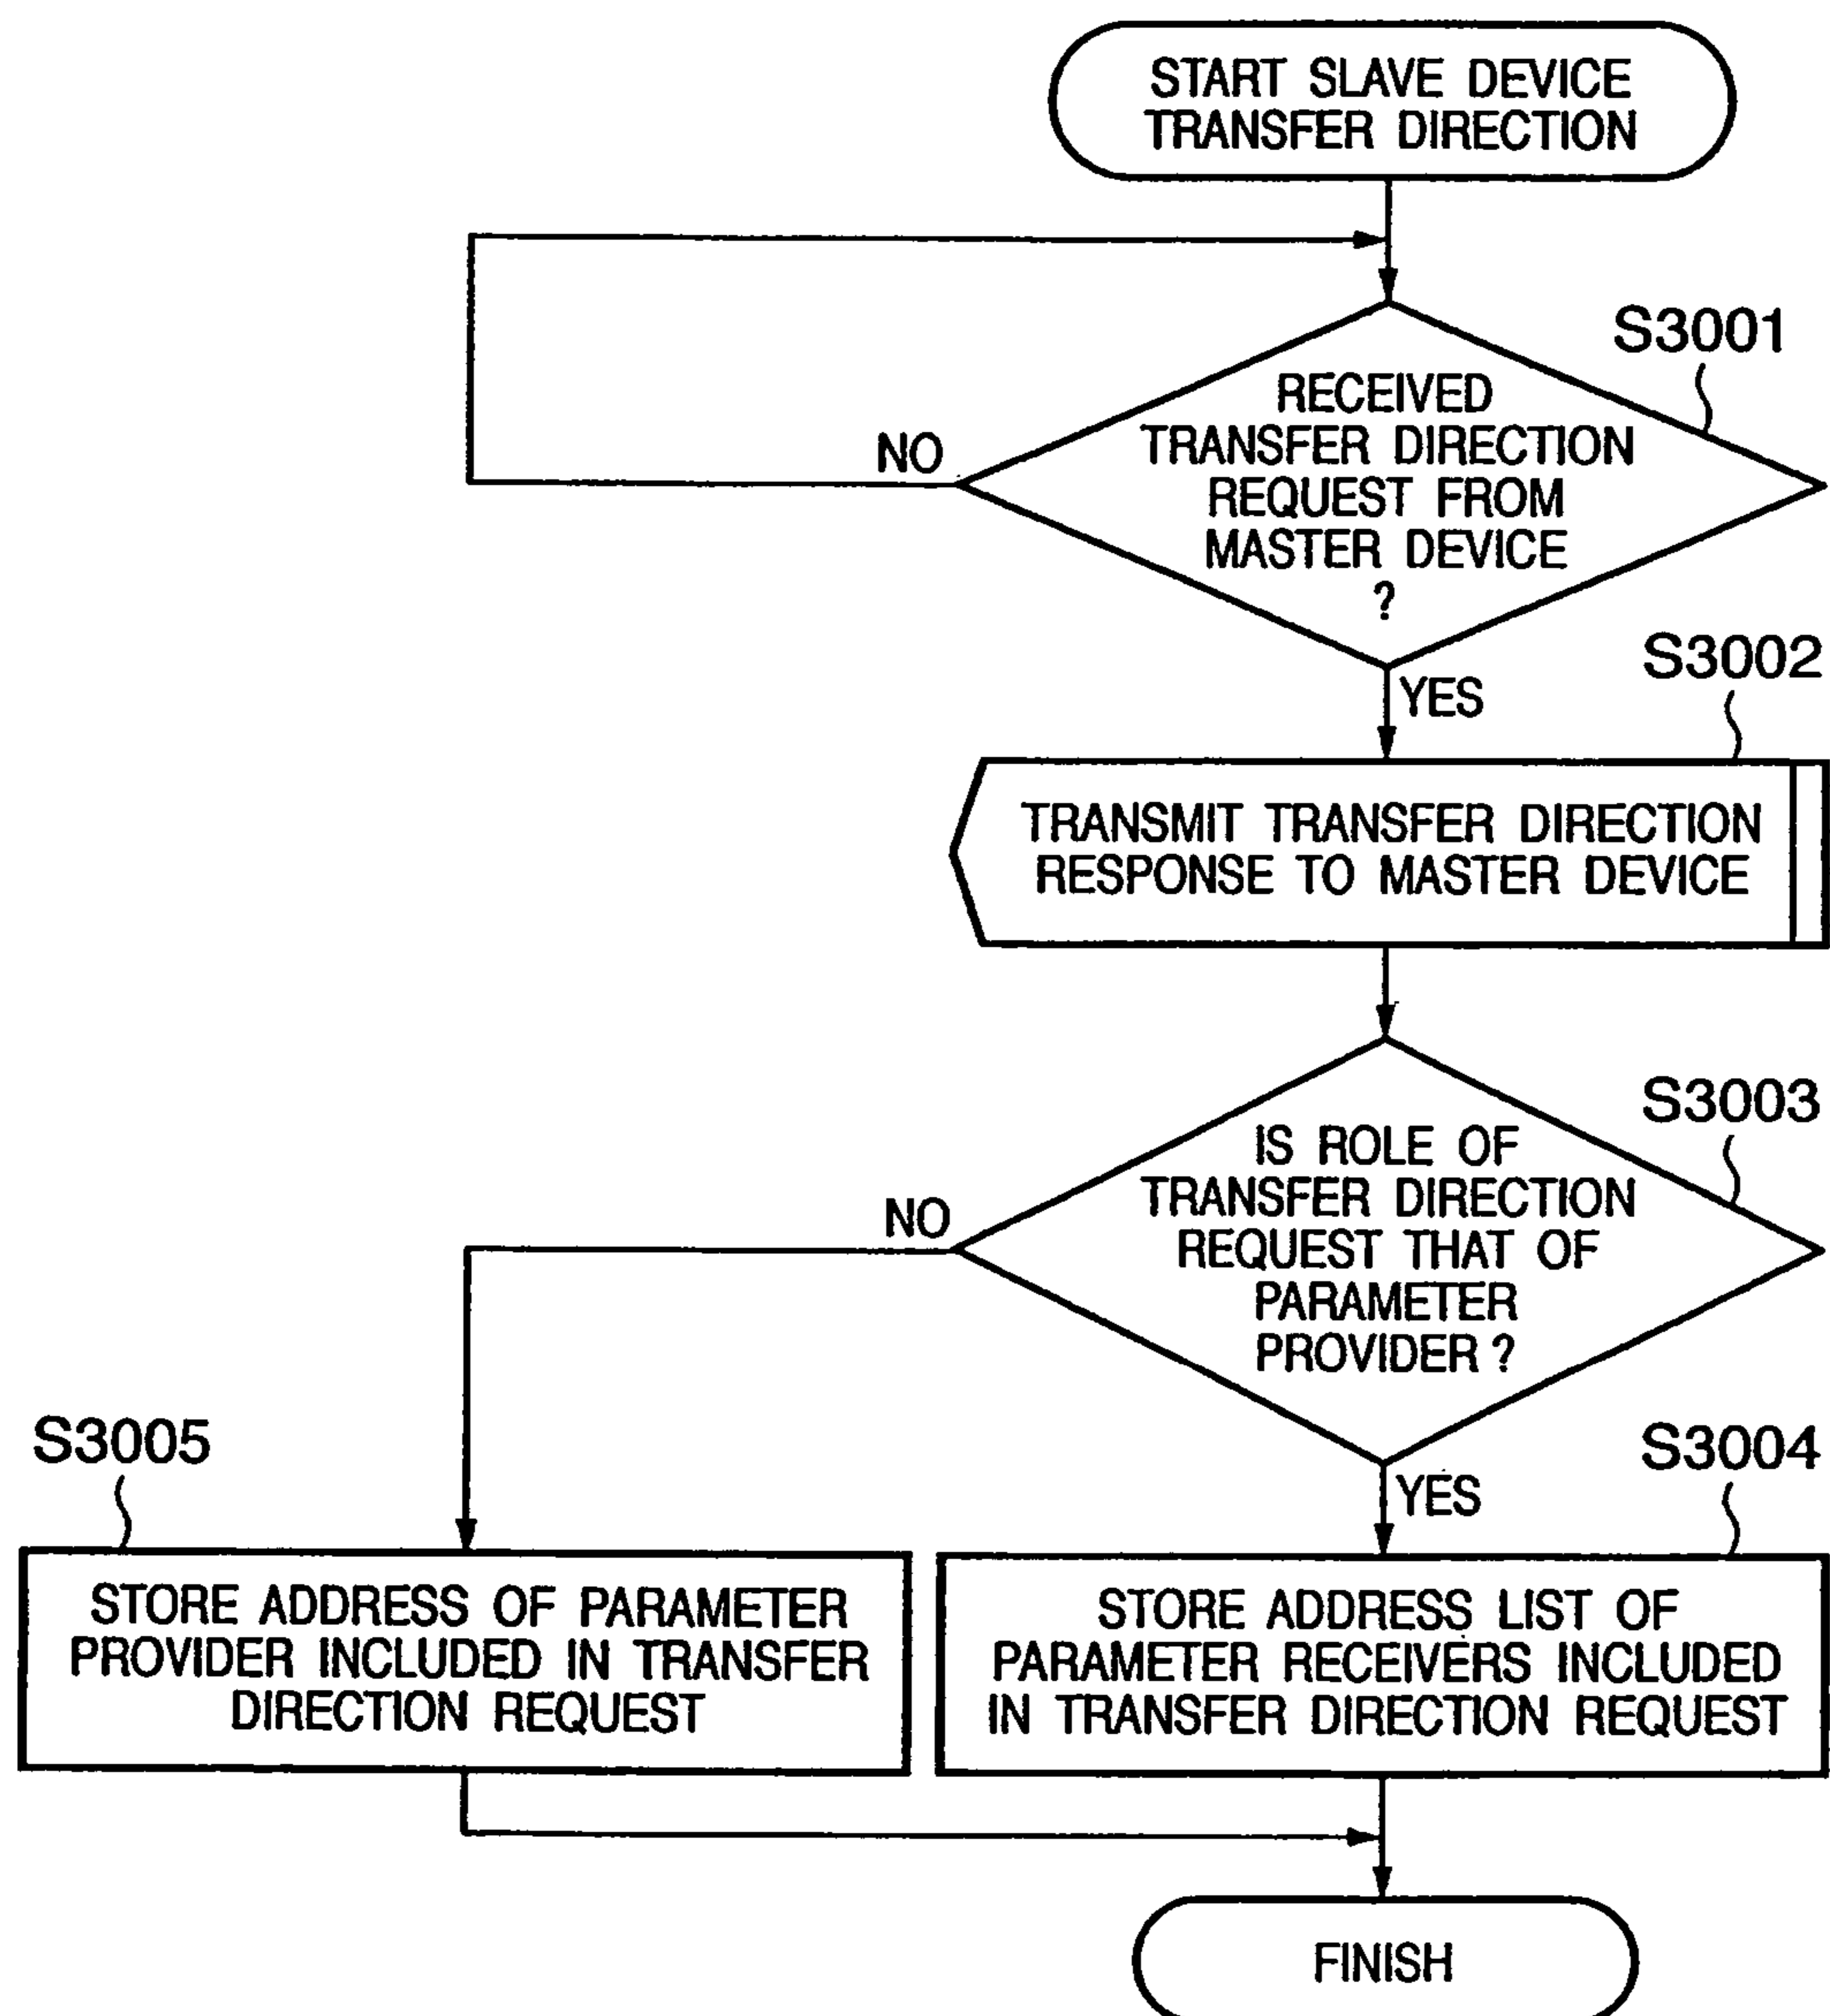 START SLAVE DEVICE
TRANSFER DIRECTION
S3001
RECEIVED
TRANSFER DIRECTION
REQUEST FROM
MASTER DEVICE
?
NO
YES
S3002
TRANSMIT TRANSFER DIRECTION
RESPONSE TO MASTER DEVICE
S3003
IS ROLE OF
TRANSFER DIRECTION
REQUEST THAT OF
PARAMETER
PROVIDER ?
NO
YES
S3005
STORE ADDRESS OF PARAMETER
PROVIDER INCLUDED IN TRANSFER
DIRECTION REQUEST
S3004
STORE ADDRESS LIST OF
PARAMETER RECEIVERS INCLUDED
IN TRANSFER DIRECTION REQUEST
FINISH